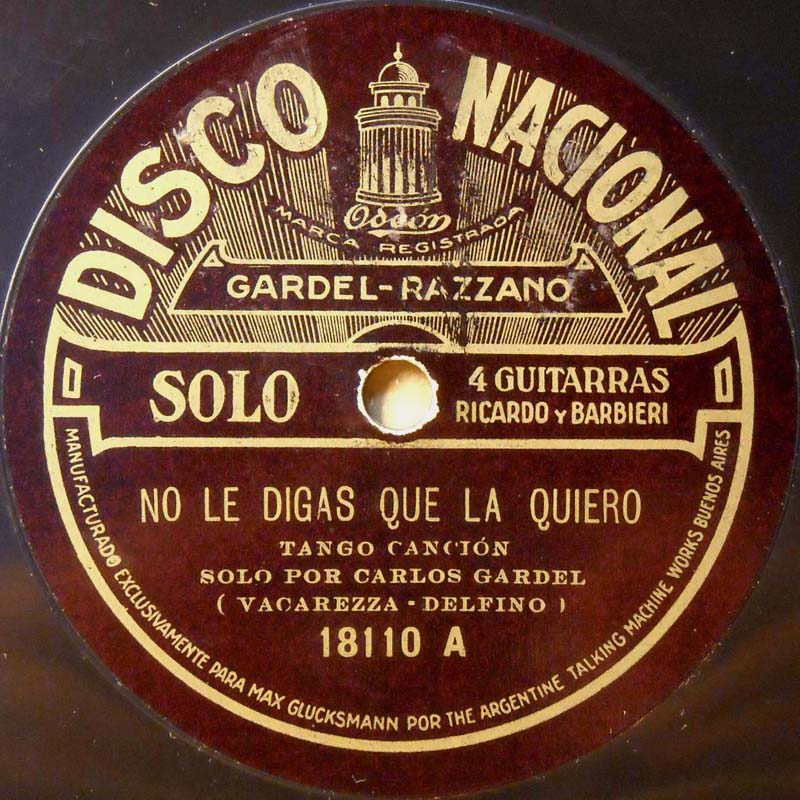 DISCO NACIONAL
Odeón
MARCA REGISTRADA
GARDEL-RAZZANO
SOLO
4 GUITARRAS
RICARDO Y BARBIERI
NO LE DIGAS QUE LA QUIERO
TANGO CANCIÓN
SOLO POR CARLOS GARDEL
( VACAREZZA - DELFINO )
18110 A
MANUFACTURADO EXCLUSIVAMENTE PARA MAX GLUCKSMANN POR THE ARGENTINE TALKING MACHINE WORKS BUENOS AIRES